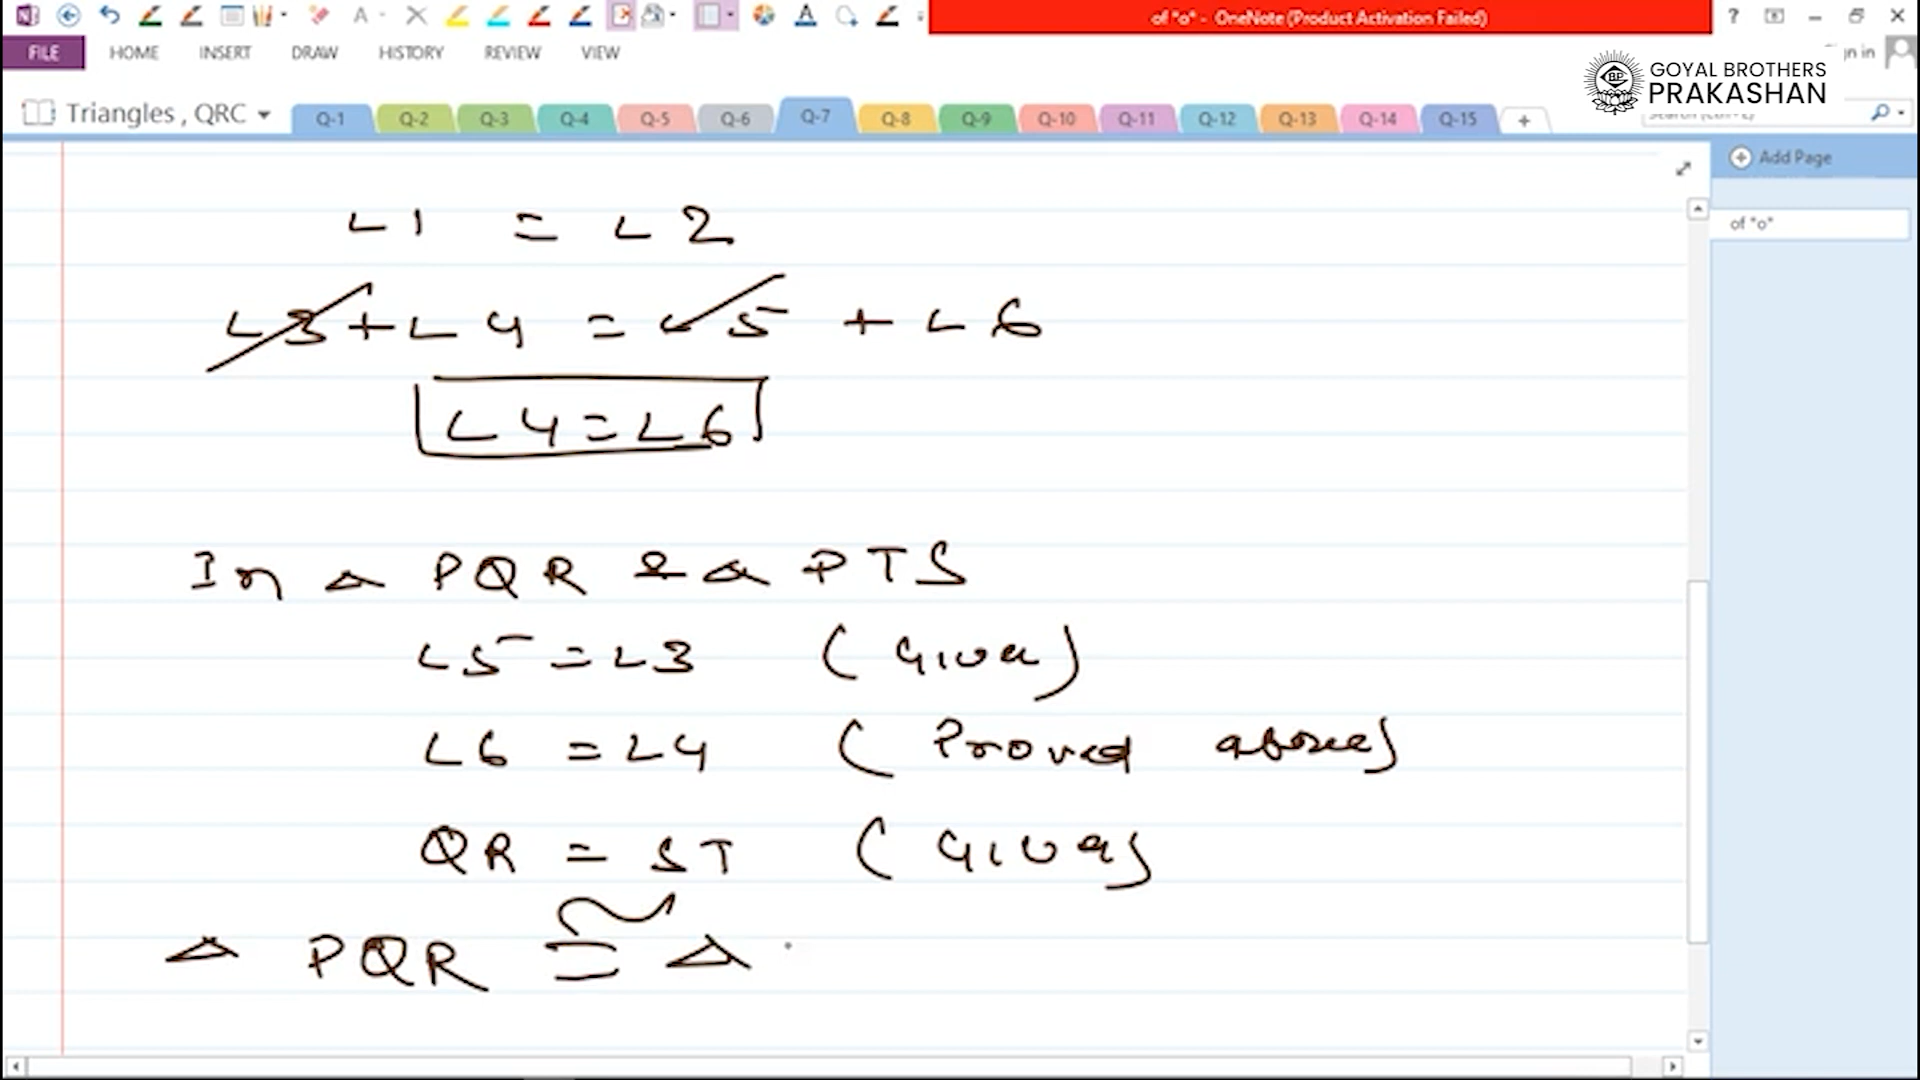 of "o" - OneNote (Product Activation Failed)
FILE HOME INSERT DRAW HISTORY REVIEW VIEW
GOYAL BROTHERS
PRAKASHAN
Triangles , QRC Q-1 Q-2 Q-3 Q-4 Q-5 Q-6 Q-7 Q-8 Q-9 Q-10 Q-11 Q-12 Q-13 Q-14 Q-15
Add Page
of "o"
∠1 = ∠2
∠3 + ∠4 = ∠5 + ∠6
∠4 = ∠6
In △ PQR & △ PTS
∠5 = ∠3 (Given)
∠6 = ∠4 (Proved above)
QR = ST (Given)
△ PQR ≅ △